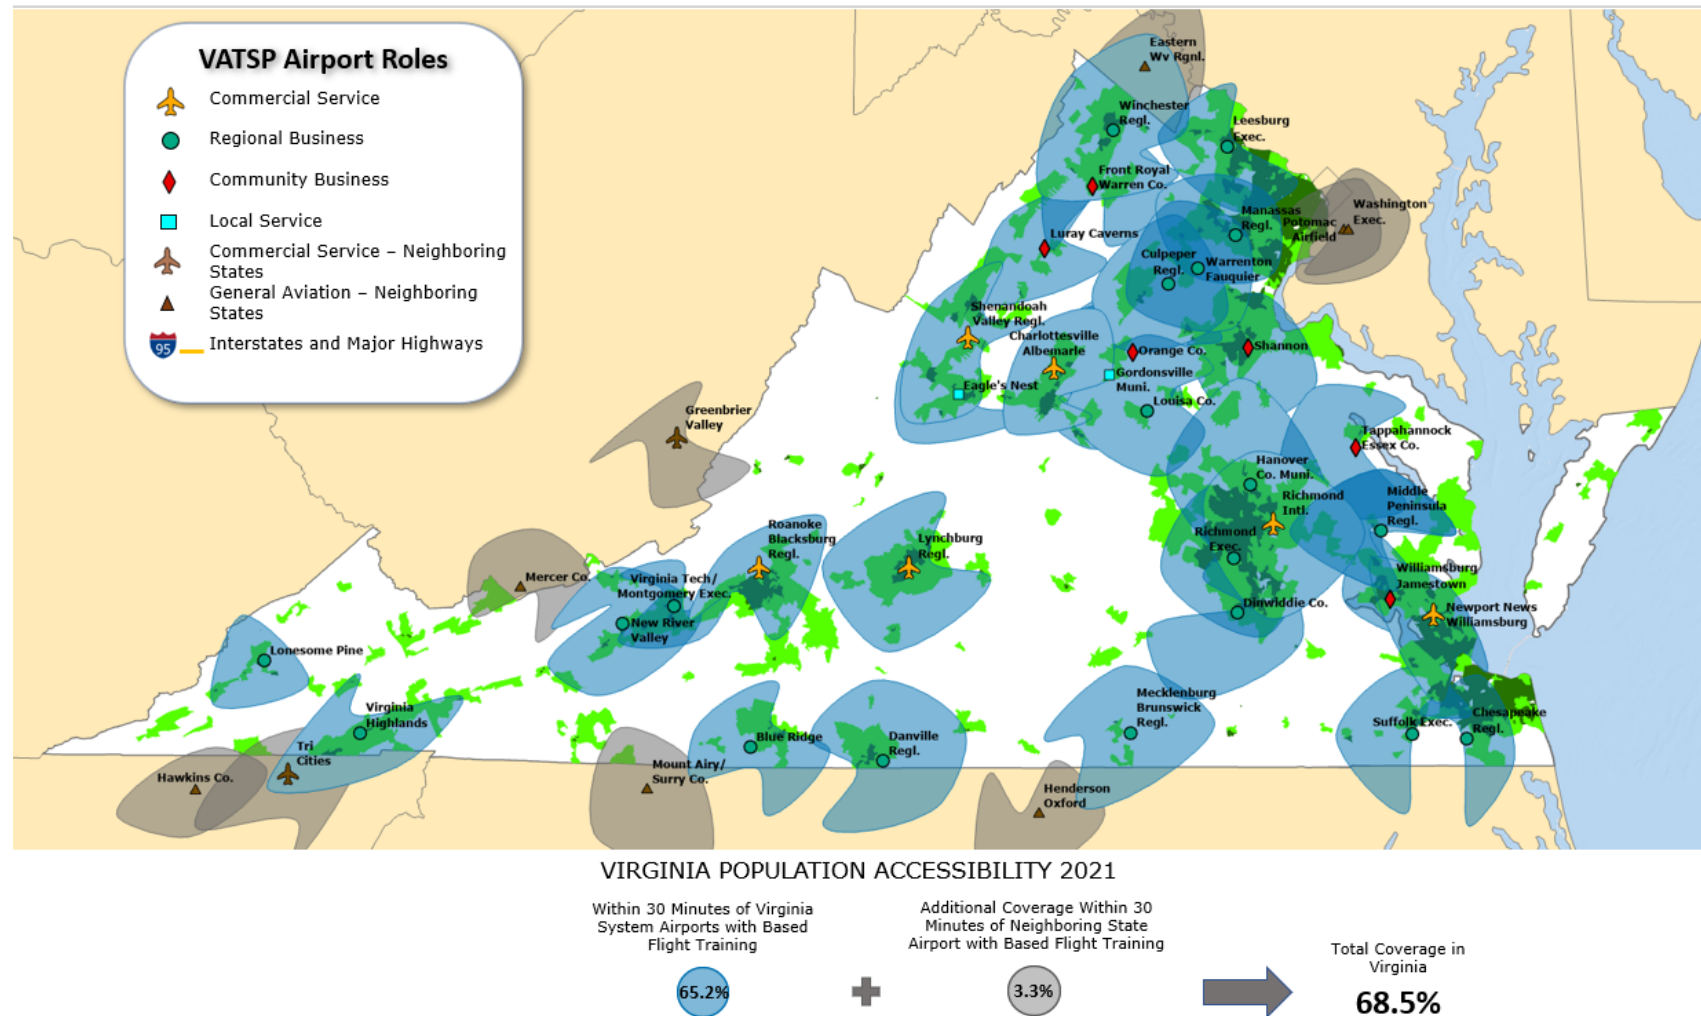 VATSP Airport Roles
Commercial Service
Regional Business
Community Business
Local Service
Commercial Service – Neighboring
States
General Aviation – Neighboring
States
95
Interstates and Major Highways
Eastern
Wv Rgnl.
Winchester
Regl.
Leesburg
Exec.
Front Royal
Warren Co.
Washington
Exec.
Potomac
Airfield
Manassas
Regl.
Luray Caverns
Culpeper
Regl.
Warrenton
Fauquier
Shenandoah
Valley Regl.
Charlottesville
Albemarle
Orange Co.
Shannon
Gordonsville
Muni.
Eagle's Nest
Louisa Co.
Greenbrier
Valley
Tappahannock
Essex Co.
Hanover
Co. Muni.
Richmond
Intl.
Middle
Peninsula
Regl.
Roanoke
Blacksburg
Regl.
Lynchburg
Regl.
Richmond
Exec.
Mercer Co.
Virginia Tech/
Montgomery Exec.
Williamsburg
Jamestown
New River
Valley
Dinwiddie Co.
Newport News
Williamsburg
Lonesome Pine
Virginia
Highlands
Mecklenburg
Brunswick
Regl.
Suffolk Exec.
Chesapeake
Regl.
Blue Ridge
Danville
Regl.
Tri
Cities
Hawkins Co.
Mount Airy/
Surry Co.
Henderson
Oxford
VIRGINIA POPULATION ACCESSIBILITY 2021
Within 30 Minutes of Virginia
System Airports with Based
Flight Training
65.2%
Additional Coverage Within 30
Minutes of Neighboring State
Airport with Based Flight Training
3.3%
Total Coverage in
Virginia
68.5%